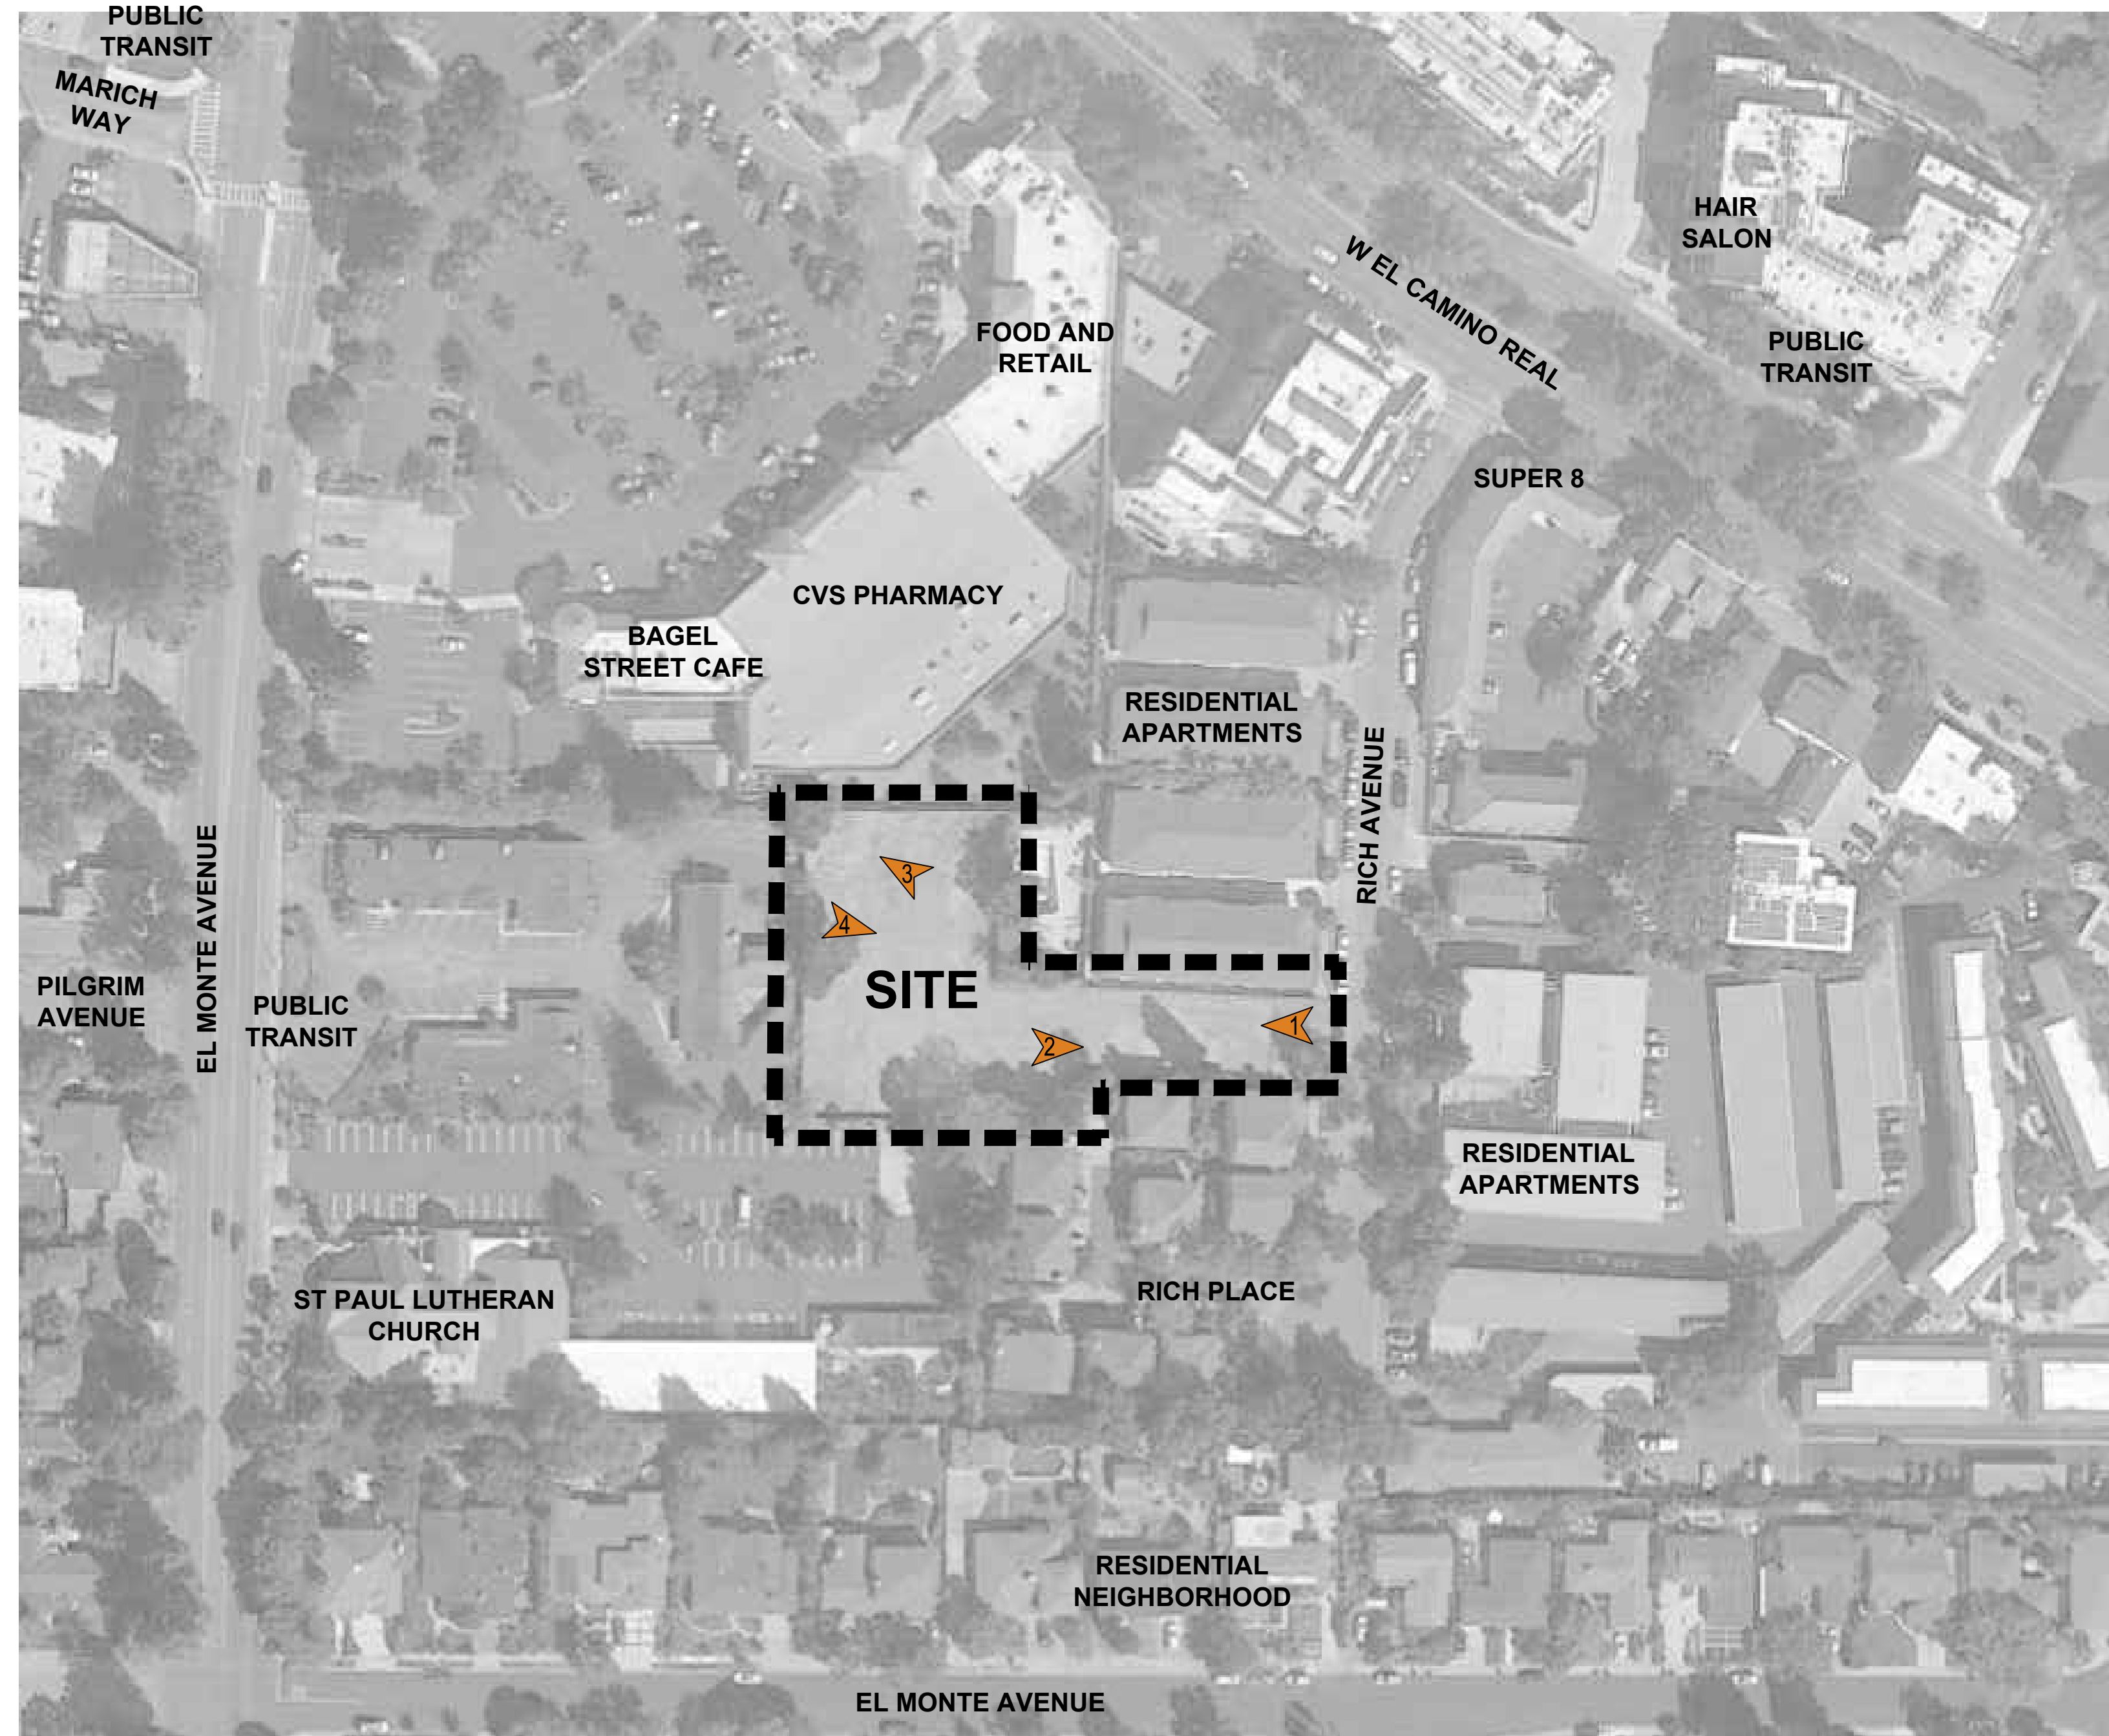 PUBLIC
TRANSIT
MARICH
WAY
HAIR
SALON
W EL CAMINO REAL
FOOD AND
RETAIL
PUBLIC
TRANSIT
SUPER 8
CVS PHARMACY
BAGEL
STREET CAFE
RESIDENTIAL
APARTMENTS
RICH AVENUE
3
4
SITE
EL MONTE AVENUE
PILGRIM
AVENUE
PUBLIC
TRANSIT
1
2
RESIDENTIAL
APARTMENTS
RICH PLACE
ST PAUL LUTHERAN
CHURCH
RESIDENTIAL
NEIGHBORHOOD
EL MONTE AVENUE